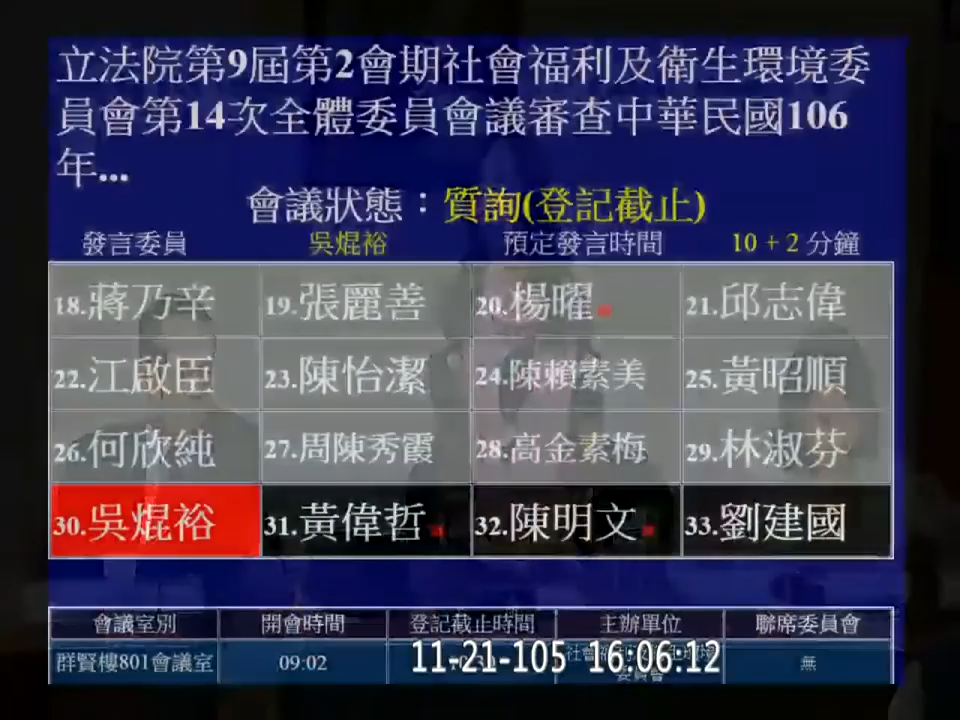 立法院第9屆第2會期社會福利及衛生環境委
員會第14次全體委員會議審查中華民國106
年...
會議狀態：質詢(登記截止)
發言委員 吳焜裕 預定發言時間 10 + 2 分鐘
18.蔣乃辛 19.張麗善 20.楊曜 21.邱志偉
22.江啟臣 23.陳怡潔 24.陳賴素美 25.黃昭順
26.何欣純 27.周陳秀霞 28.高金素梅 29.林淑芬
30.吳焜裕 31.黃偉哲 32.陳明文 33.劉建國
會議室別 開會時間 登記截止時間 主辦單位 聯席委員會
群賢樓801會議室 09:02 無
11-21-105 16:06:12